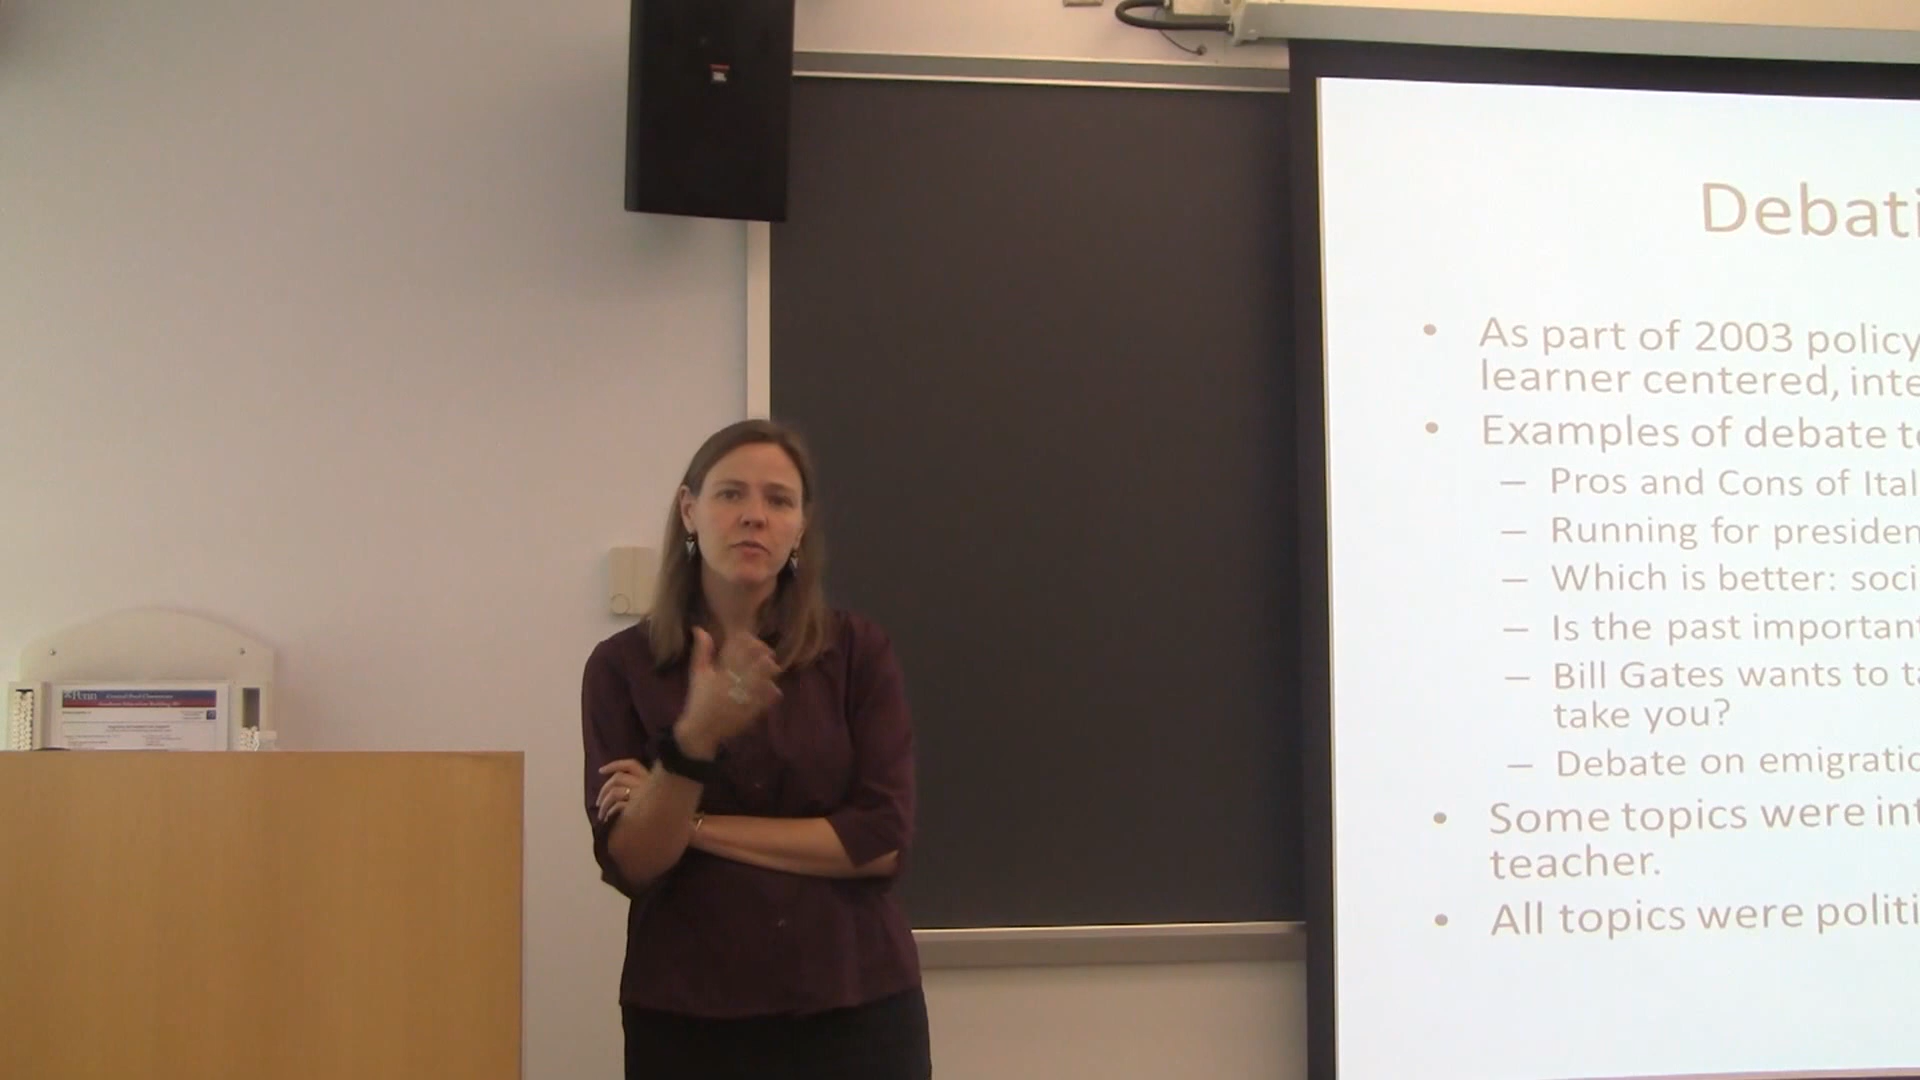 Debati
As part of 2003 policy
learner centered, inte
Examples of debate to
– Pros and Cons of Ital
– Running for presiden
– Which is better: soci
– Is the past important
– Bill Gates wants to ta
take you?
– Debate on emigratio
Some topics were int
teacher.
All topics were politi
Penn